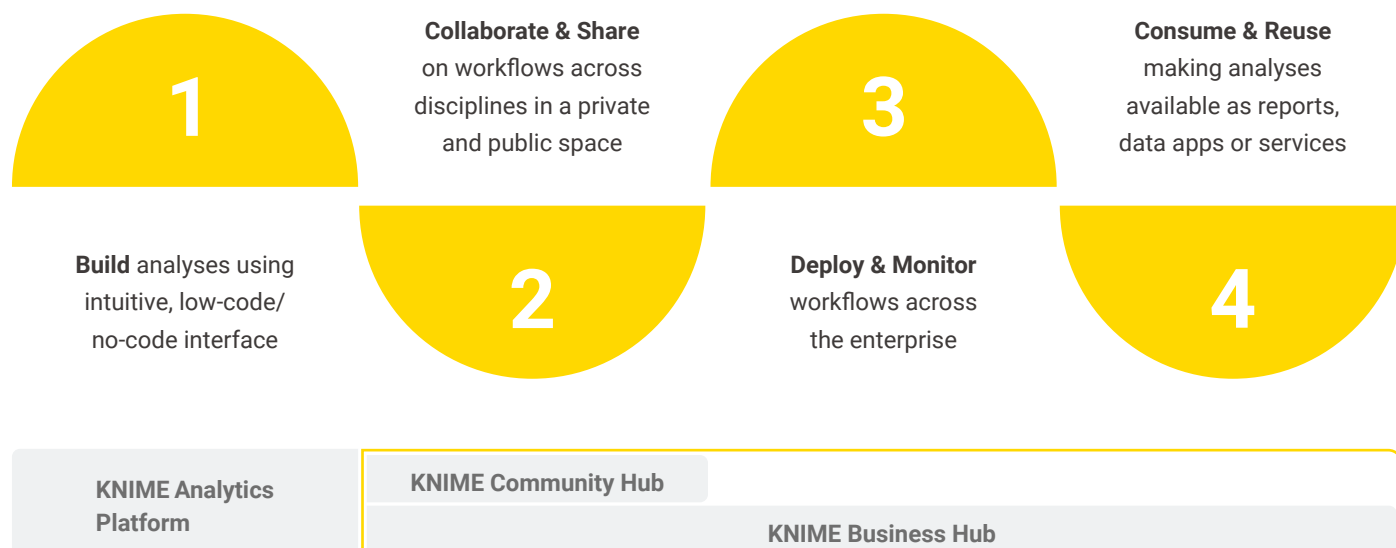 1
Build analyses using
intuitive, low-code/
no-code interface
Collaborate & Share
on workflows across
disciplines in a private
and public space
2
3
Deploy & Monitor
workflows across
the enterprise
Consume & Reuse
making analyses
available as reports,
data apps or services
4
KNIME Analytics
Platform
KNIME Community Hub
KNIME Business Hub